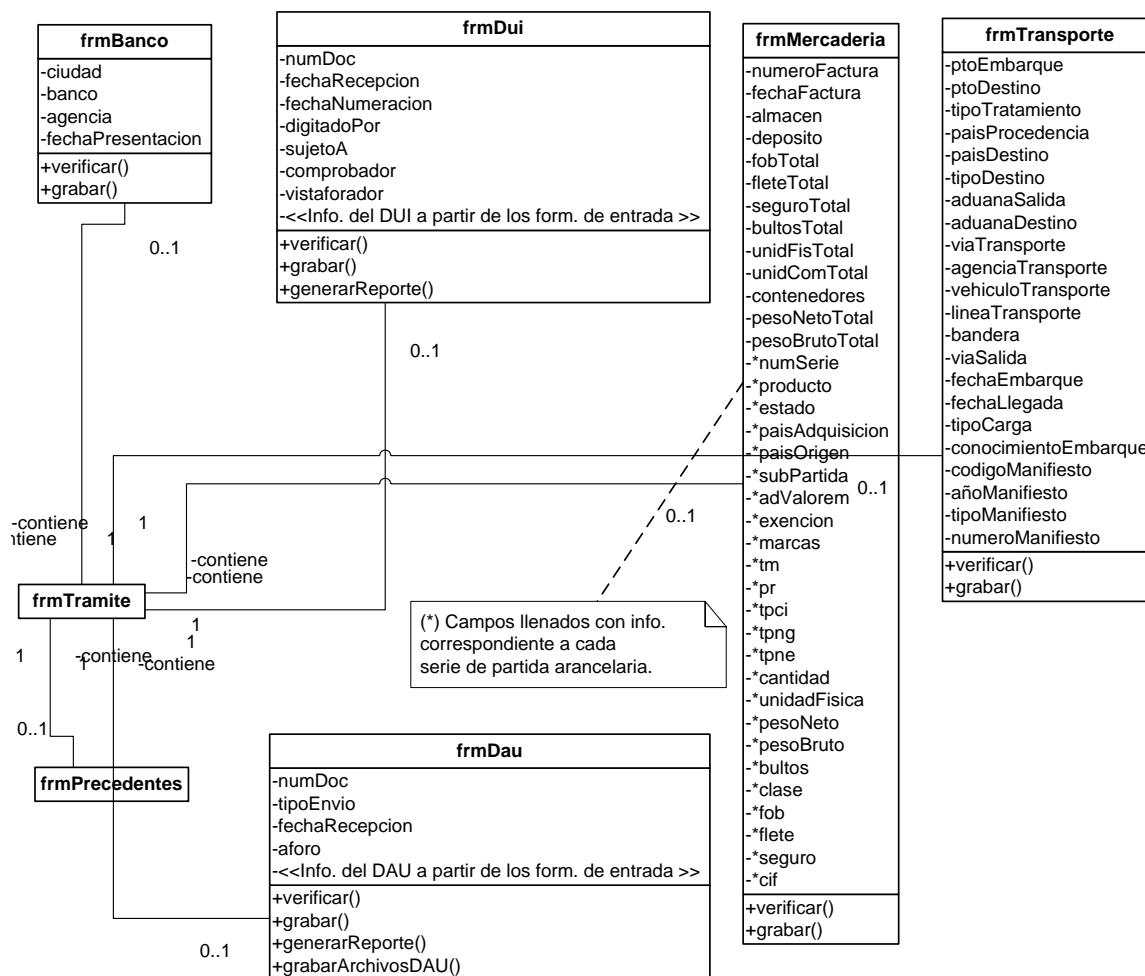 frmBanco
-ciudad
-banco
-agencia
-fechaPresentacion
+verificar()
+grabar()
0..1
frmDui
-numDoc
-fechaRecepcion
-fechaNumeracion
-digitadoPor
-sujetoA
-comprobador
-vistaforador
-<<Info. del DUI a partir de los form. de entrada >>
+verificar()
+grabar()
+generarReporte()
0..1
frmMercaderia
-numeroFactura
-fechaFactura
-almacen
-deposito
-fobTotal
-fleteTotal
-seguroTotal
-bultosTotal
-unidFisTotal
-unidComTotal
-contenedores
-pesoNetoTotal
-pesoBrutoTotal
-*numSerie
-*producto
-*estado
-*paisAdquisicion
-*paisOrigen
-*subPartida
-*adValorem
-*exencion
-*marcas
-*tm
-*pr
-*tpci
-*tpng
-*tpne
-*cantidad
-*unidadFisica
-*pesoNeto
-*pesoBruto
-*bultos
-*clase
-*fob
-*flete
-*seguro
-*cif
+verificar()
+grabar()
0..1
frmTransporte
-ptoEmbarque
-ptoDestino
-tipoTratamiento
-paisProcedencia
-paisDestino
-tipoDestino
-aduanaSalida
-aduanaDestino
-viaTransporte
-agenciaTransporte
-vehiculoTransporte
-lineaTransporte
-bandera
-viaSalida
-fechaEmbarque
-fechaLlegada
-tipoCarga
-conocimientoEmbarque
-codigoManifiesto
-añoManifiesto
-tipoManifiesto
-numeroManifiesto
+verificar()
+grabar()
0..1
-contiene
1
ntiene
1
-contiene
-contiene
frmTramite
1
1
1
-contiene
1
-contiene
(*) Campos llenados con info.
correspondiente a cada
serie de partida arancelaria.
0..1
frmPrecedentes
frmDau
-numDoc
-tipoEnvio
-fechaRecepcion
-aforo
-<<Info. del DAU a partir de los form. de entrada >>
+verificar()
+grabar()
+generarReporte()
+grabarArchivosDAU()
0..1